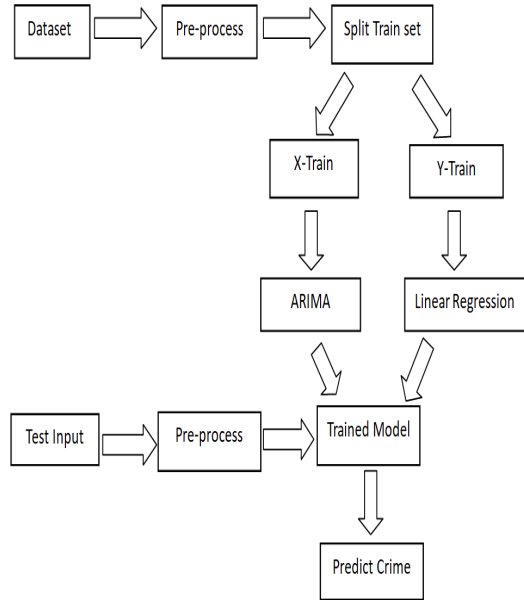 Dataset
Pre-process
Split Train set
X-Train
Y-Train
ARIMA
Linear Regression
Test Input
Pre-process
Trained Model
Predict Crime